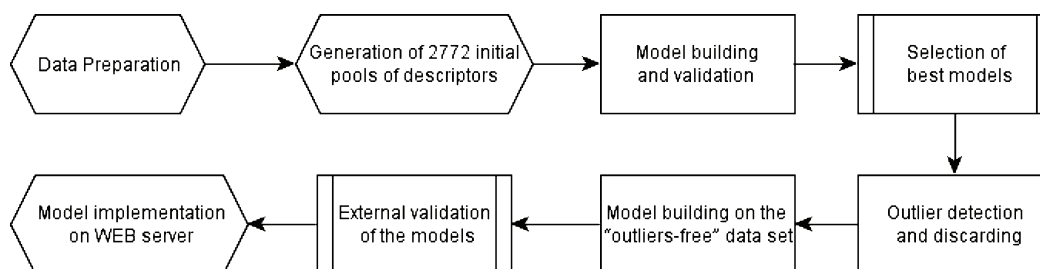 Data Preparation
Generation of 2772 initial
pools of descriptors
Model building
and validation
Selection of
best models
Outlier detection
and discarding
Model building on the
“outliers-free” data set
External validation
of the models
Model implementation
on WEB server